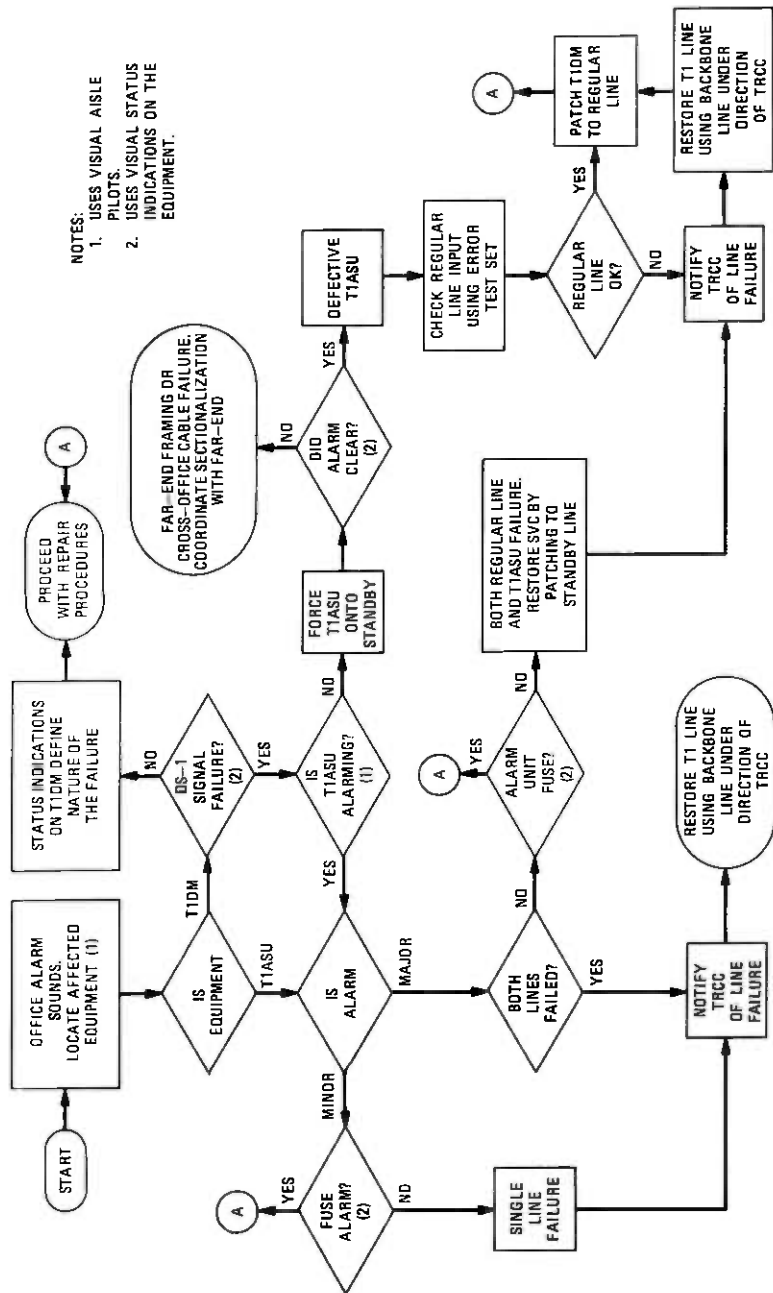 START
OFFICE ALARM
SOUNDS.
LOCATE AFFECTED
EQUIPMENT (1)
IS
EQUIPMENT
T1DM
T1ASU
DS-1
SIGNAL
FAILURE?
(2)
NO
YES
STATUS INDICATIONS
ON T1DM DEFINE
NATURE OF
THE FAILURE
PROCEED
WITH REPAIR
PROCEDURES
A
IS
T1ASU
ALARMING?
(1)
YES
NO
FORCE
T1ASU
ONTO
STANDBY
DID
ALARM
CLEAR?
(2)
NO
YES
FAR-END FRAMING OR
CROSS-OFFICE CABLE FAILURE.
COORDINATE SECTIONALIZATION
WITH FAR-END
DEFECTIVE
T1ASU
CHECK REGULAR
LINE INPUT
USING ERROR
TEST SET
REGULAR
LINE
OK?
YES
NO
PATCH T1DM
TO REGULAR
LINE
A
NOTIFY
TRCC
OF LINE
FAILURE
RESTORE T1 LINE
USING BACKBONE
LINE UNDER
DIRECTION
OF TRCC
IS ALARM
MINOR
MAJOR
FUSE
ALARM?
(2)
YES
A
NO
SINGLE
LINE
FAILURE
BOTH
LINES
FAILED?
NO
YES
ALARM
UNIT
FUSE?
(2)
YES
A
NO
BOTH REGULAR LINE
AND T1ASU FAILURE.
RESTORE SVC BY
PATCHING TO
STANDBY LINE
NOTIFY
TRCC
OF LINE
FAILURE
RESTORE T1 LINE
USING BACKBONE
LINE UNDER
DIRECTION OF
TRCC
NOTES:
1. USES VISUAL AISLE
PILOTS.
2. USES VISUAL STATUS
INDICATIONS ON THE
EQUIPMENT.